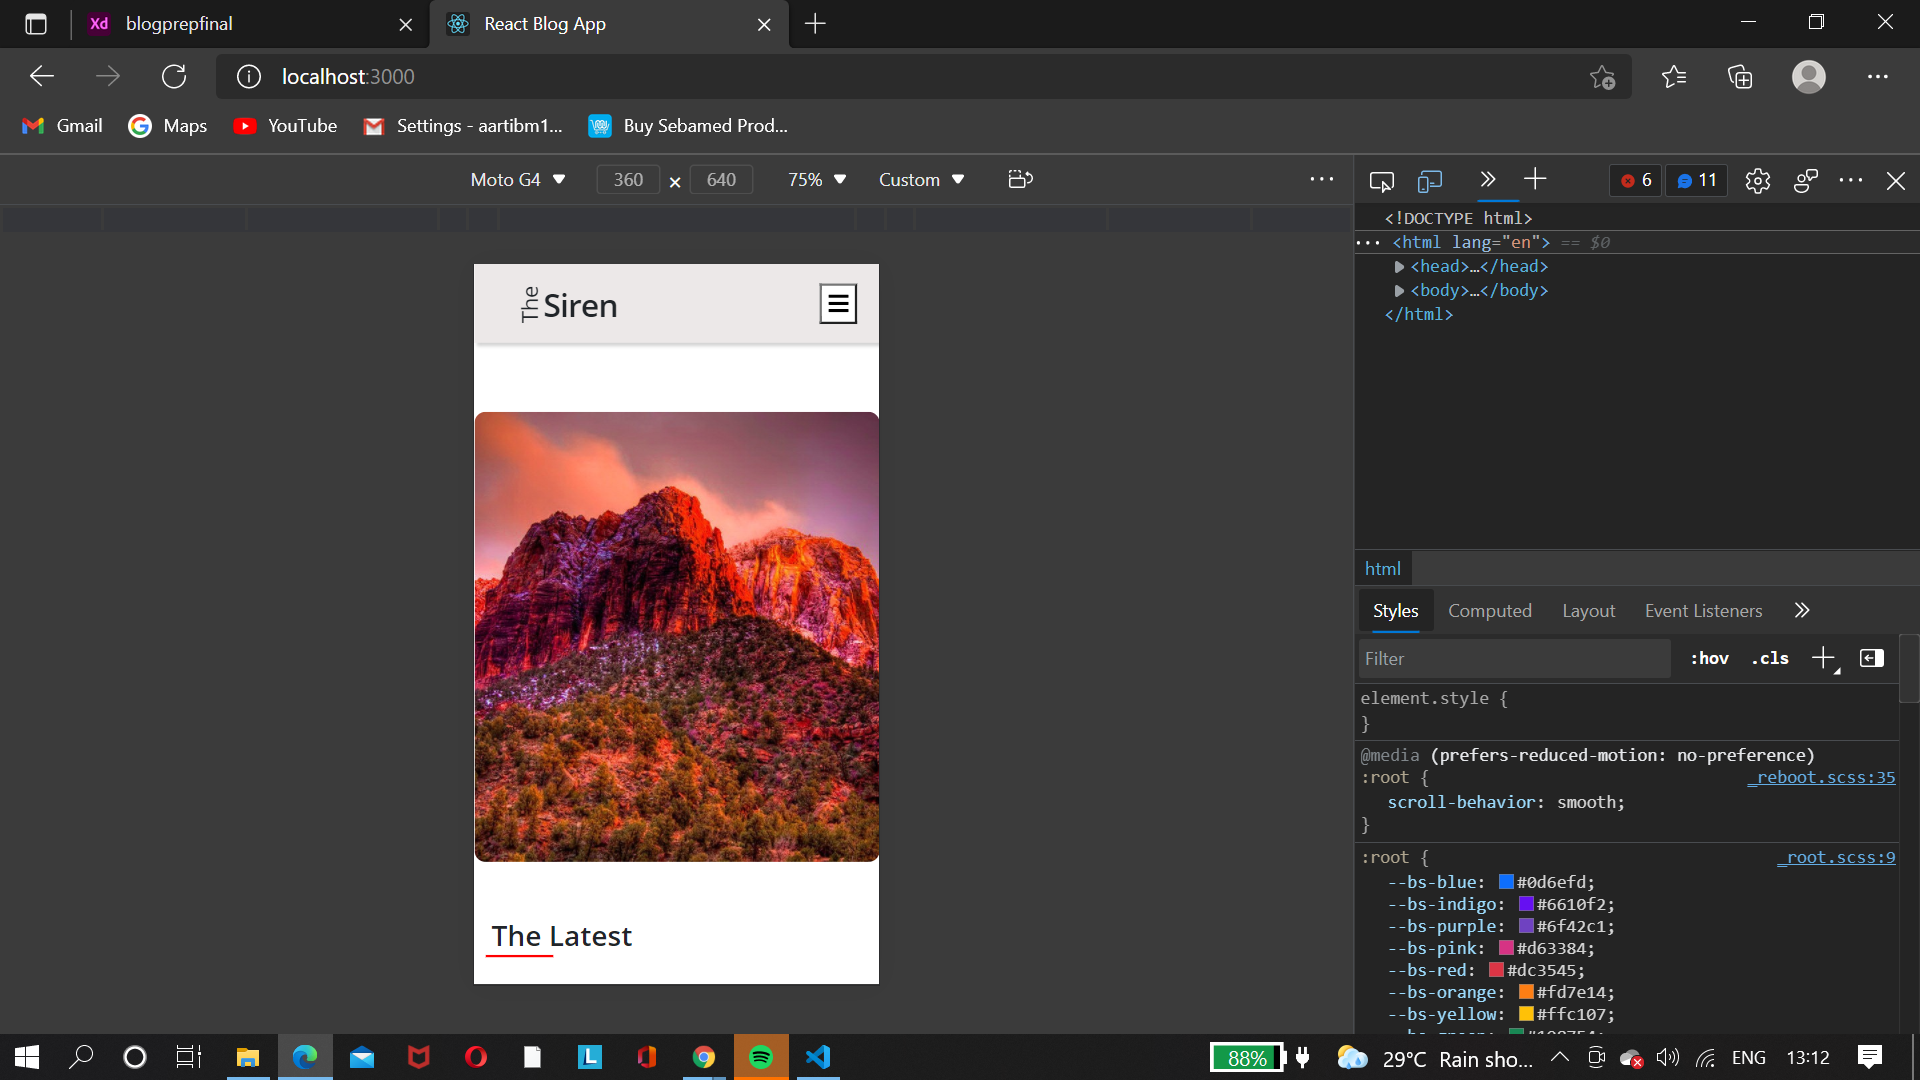 Xd blogprepfinal
React Blog App
localhost:3000
Gmail
Maps
YouTube
Settings - aartibm1...
Buy Sebamed Prod...
Moto G4
360 × 640
75%
Custom
6
11
<!DOCTYPE html>
<html lang="en"> == $0
<head>…</head>
<body>…</body>
</html>
The Siren
The Latest
html
Styles Computed Layout Event Listeners
Filter
:hov .cls
element.style {
}
@media (prefers-reduced-motion: no-preference)
:root { _reboot.scss:35
scroll-behavior: smooth;
}
:root { _root.scss:9
--bs-blue: #0d6efd;
--bs-indigo: #6610f2;
--bs-purple: #6f42c1;
--bs-pink: #d63384;
--bs-red: #dc3545;
--bs-orange: #fd7e14;
--bs-yellow: #ffc107;
L
88%
29°C Rain sho...
ENG
13:12